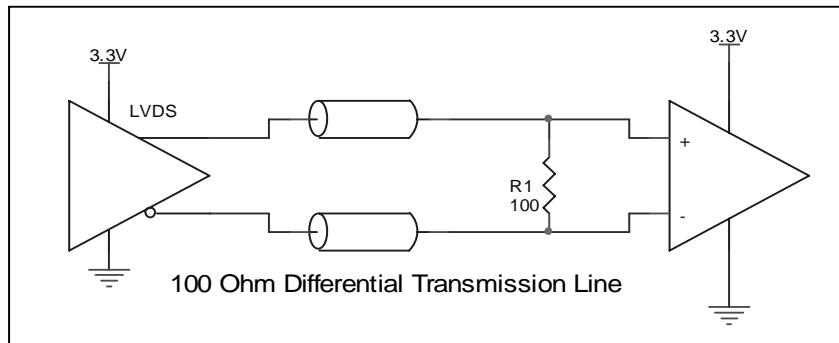 3.3V
3.3V
LVDS
+
R1
100
-
100 Ohm Differential Transmission Line